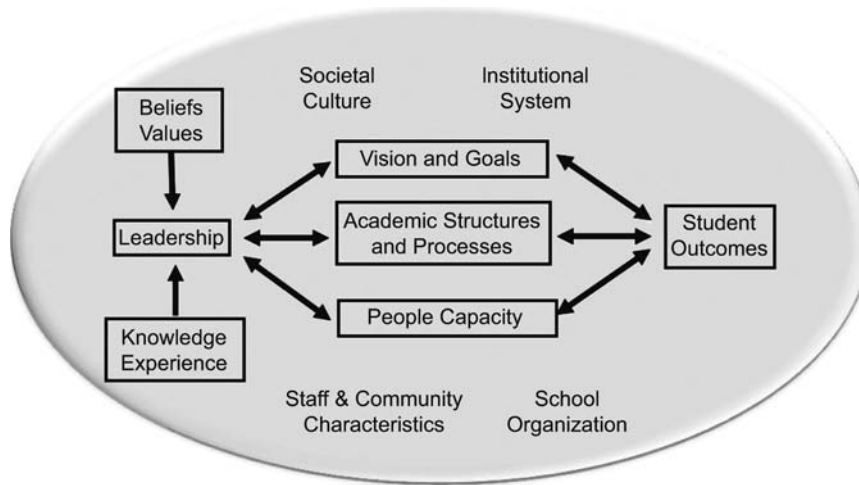 Societal
Culture
Institutional
System
Beliefs
Values
Vision and Goals
Leadership
Academic Structures
and Processes
Student
Outcomes
People Capacity
Knowledge
Experience
Staff & Community
Characteristics
School
Organization